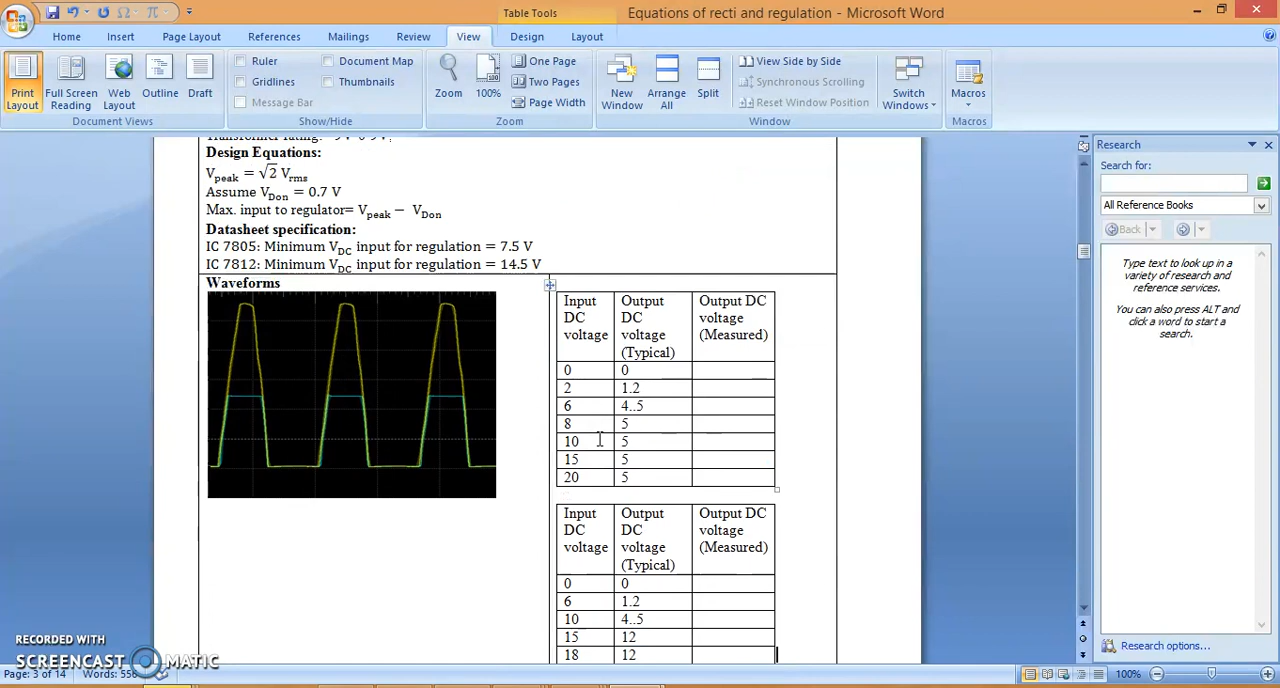 Table Tools
Equations of recti and regulation - Microsoft Word
Home Insert Page Layout References Mailings Review View Design Layout
Print Layout
Full Screen Reading
Web Layout
Outline
Draft
Document Views
Ruler
Gridlines
Message Bar
Document Map
Thumbnails
Show/Hide
Zoom
100%
One Page
Two Pages
Page Width
Zoom
New Window
Arrange All
Split
View Side by Side
Synchronous Scrolling
Reset Window Position
Window
Switch Windows
Macros
Macros
Design Equations:
Vpeak = √2 Vrms
Assume VDon = 0.7 V
Max. input to regulator= Vpeak − VDon
Datasheet specification:
IC 7805: Minimum VDC input for regulation = 7.5 V
IC 7812: Minimum VDC input for regulation = 14.5 V
Waveforms
Input DC voltage Output DC voltage (Typical) Output DC voltage (Measured)
0 0
2 1.2
6 4..5
8 5
10 5
15 5
20 5
Input DC voltage Output DC voltage (Typical) Output DC voltage (Measured)
0 0
6 1.2
10 4..5
15 12
18 12
Research
Search for:
All Reference Books
Back
Type text to look up in a
variety of research and
reference services.
You can also press ALT and
click a word to start a
search.
Research options...
RECORDED WITH
SCREENCAST MATIC
Page: 3 of 14 Words: 556
100%